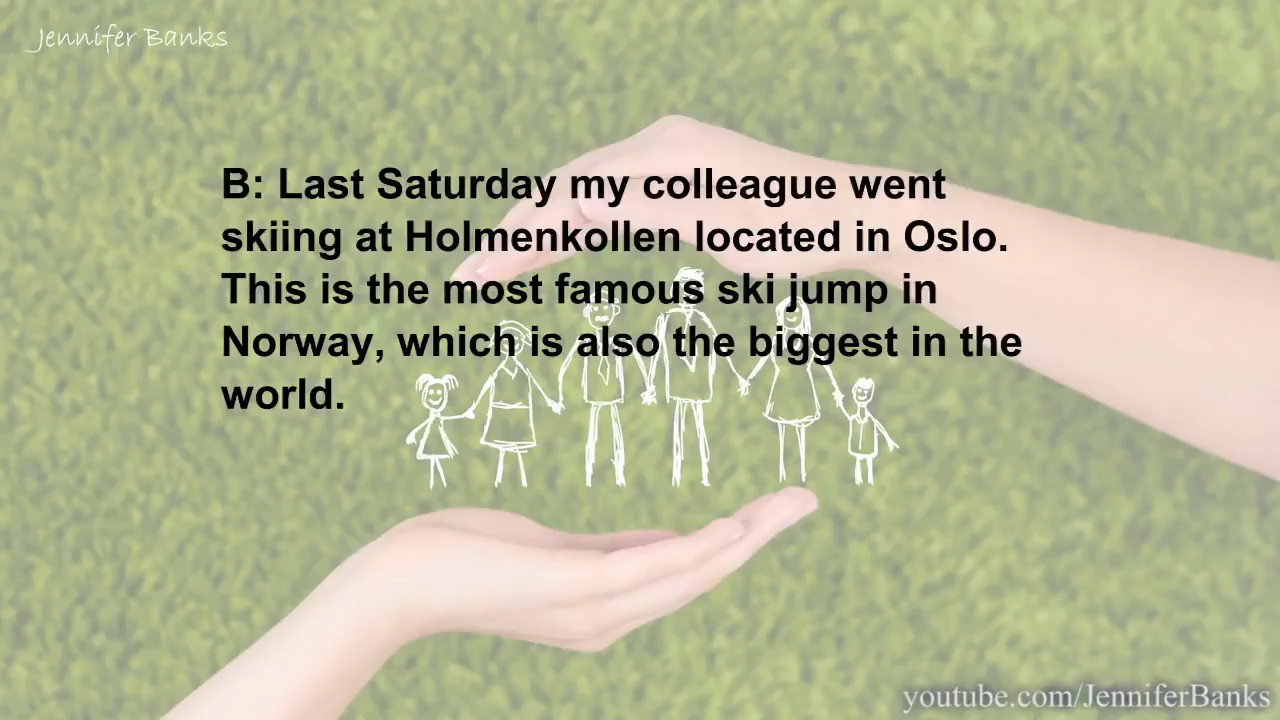 Jennifer Banks
B: Last Saturday my colleague went
skiing at Holmenkollen located in Oslo.
This is the most famous ski jump in
Norway, which is also the biggest in the
world.
youtube.com/JenniferBanks